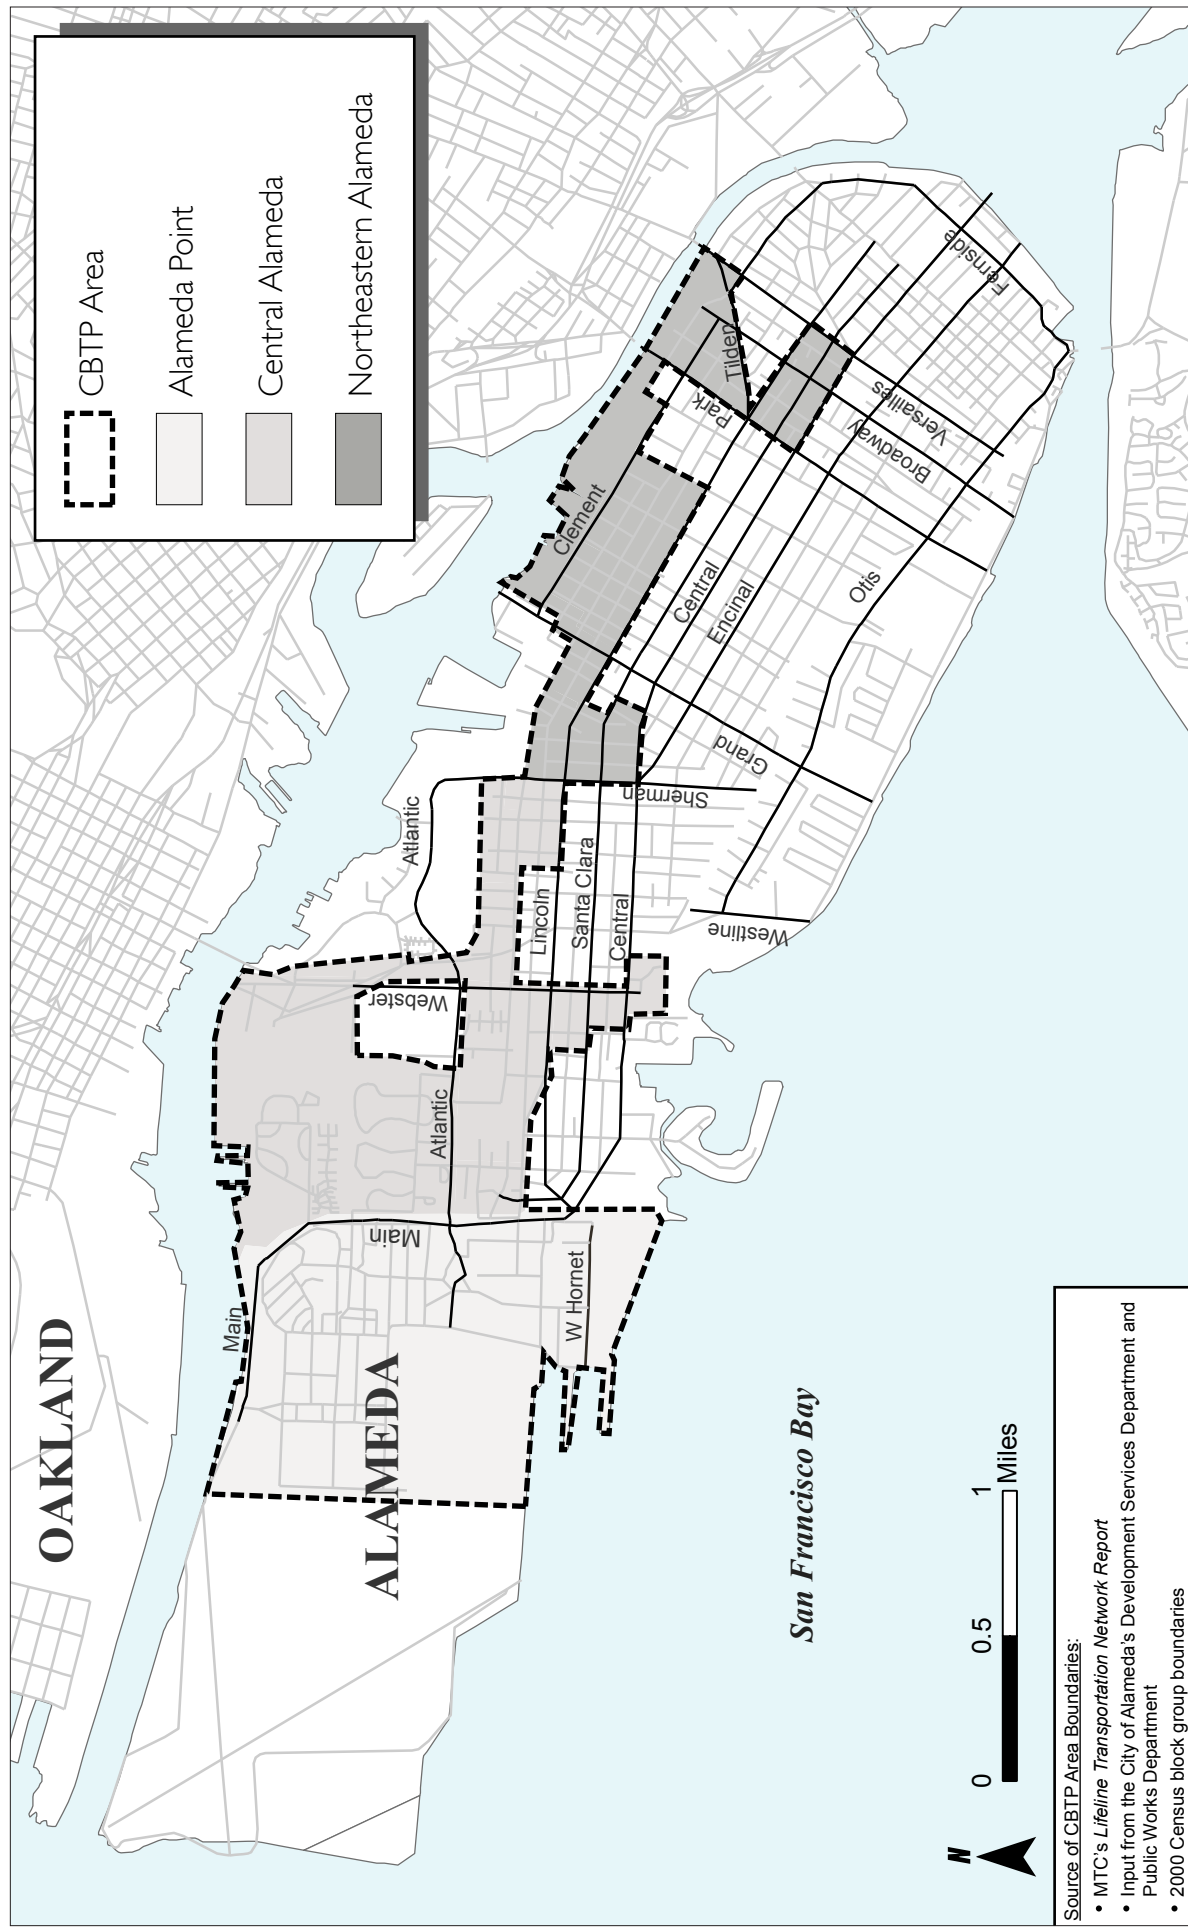 OAKLAND
ALAMEDA
San Francisco Bay
CBTP Area
Alameda Point
Central Alameda
Northeastern Alameda
Main
Main
W Hornet
Atlantic
Webster
Atlantic
Lincoln
Santa Clara
Central
Westline
Sherman
Grand
Clement
Central
Encinal
Otis
Park
Tilden
Broadway
Versailles
Fernside
N
0 0.5 1
Miles
Source of CBTP Area Boundaries:
• MTC's Lifeline Transportation Network Report
• Input from the City of Alameda's Development Services Department and
Public Works Department
• 2000 Census block group boundaries